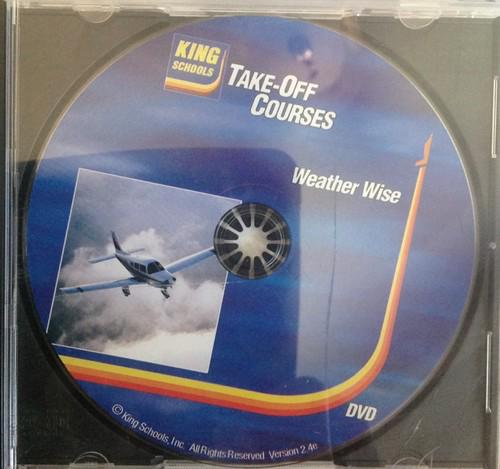 KING
SCHOOLS
TAKE-OFF
COURSES
Weather Wise
DVD
© King Schools, Inc. All Rights Reserved Version 2.4e